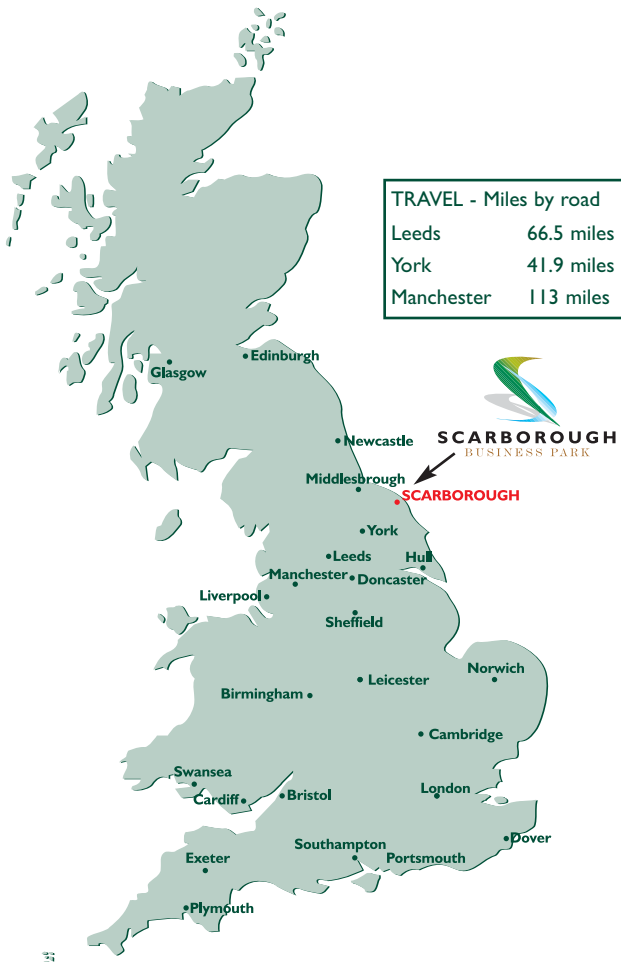 TRAVEL - Miles by road
Leeds 66.5 miles
York 41.9 miles
Manchester 113 miles
Edinburgh
Glasgow
SCARBOROUGH
BUSINESS PARK
Newcastle
Middlesbrough
SCARBOROUGH
York
Leeds
Hull
Manchester
Doncaster
Liverpool
Sheffield
Leicester
Norwich
Birmingham
Cambridge
Swansea
Cardiff
Bristol
London
Dover
Southampton
Portsmouth
Exeter
Plymouth